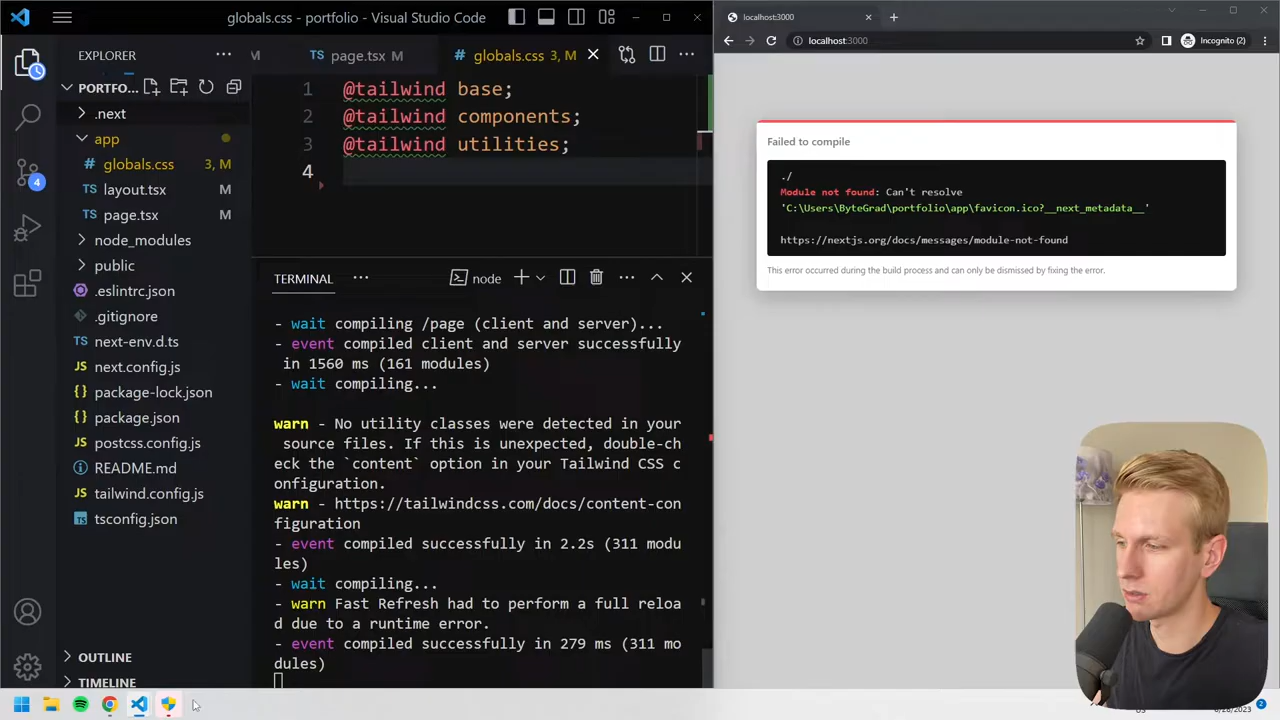 globals.css - portfolio - Visual Studio Code
EXPLORER
M
page.tsx M
globals.css 3, M
PORTFO...
.next
app
globals.css 3, M
layout.tsx M
page.tsx M
node_modules
public
.eslintrc.json
.gitignore
next-env.d.ts
next.config.js
package-lock.json
package.json
postcss.config.js
README.md
tailwind.config.js
tsconfig.json
OUTLINE
TIMELINE
4
1 @tailwind base;
2 @tailwind components;
3 @tailwind utilities;
4
TERMINAL
node
- wait compiling /page (client and server)...
- event compiled client and server successfully
in 1560 ms (161 modules)
- wait compiling...
warn - No utility classes were detected in your
source files. If this is unexpected, double-ch
eck the `content` option in your Tailwind CSS c
onfiguration.
warn - https://tailwindcss.com/docs/content-con
figuration
- event compiled successfully in 2.2s (311 modu
les)
- wait compiling...
- warn Fast Refresh had to perform a full reloa
d due to a runtime error.
- event compiled successfully in 279 ms (311 mo
dules)
localhost:3000
localhost:3000
Incognito (2)
Failed to compile
./
Module not found: Can't resolve
'C:\Users\ByteGrad\portfolio\app\favicon.ico?__next_metadata__'
https://nextjs.org/docs/messages/module-not-found
This error occurred during the build process and can only be dismissed by fixing the error.
2